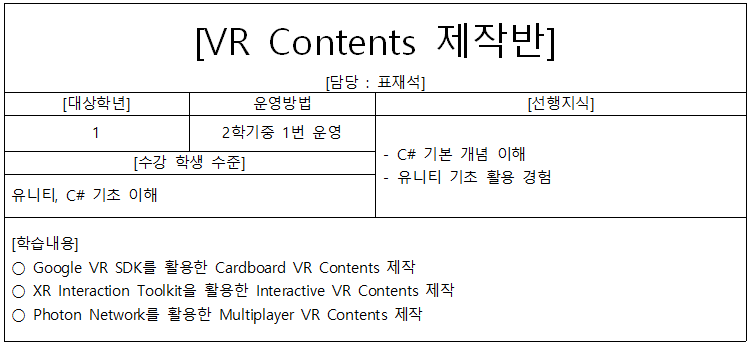 [VR Contents 제작반]
[담당 : 표재석]
[대상학년]
운영방법
[선행지식]
1
2학기중 1번 운영
- C# 기본 개념 이해
- 유니티 기초 활용 경험
[수강 학생 수준]
유니티, C# 기초 이해
[학습내용]
○ Google VR SDK를 활용한 Cardboard VR Contents 제작
○ XR Interaction Toolkit을 활용한 Interactive VR Contents 제작
○ Photon Network를 활용한 Multiplayer VR Contents 제작